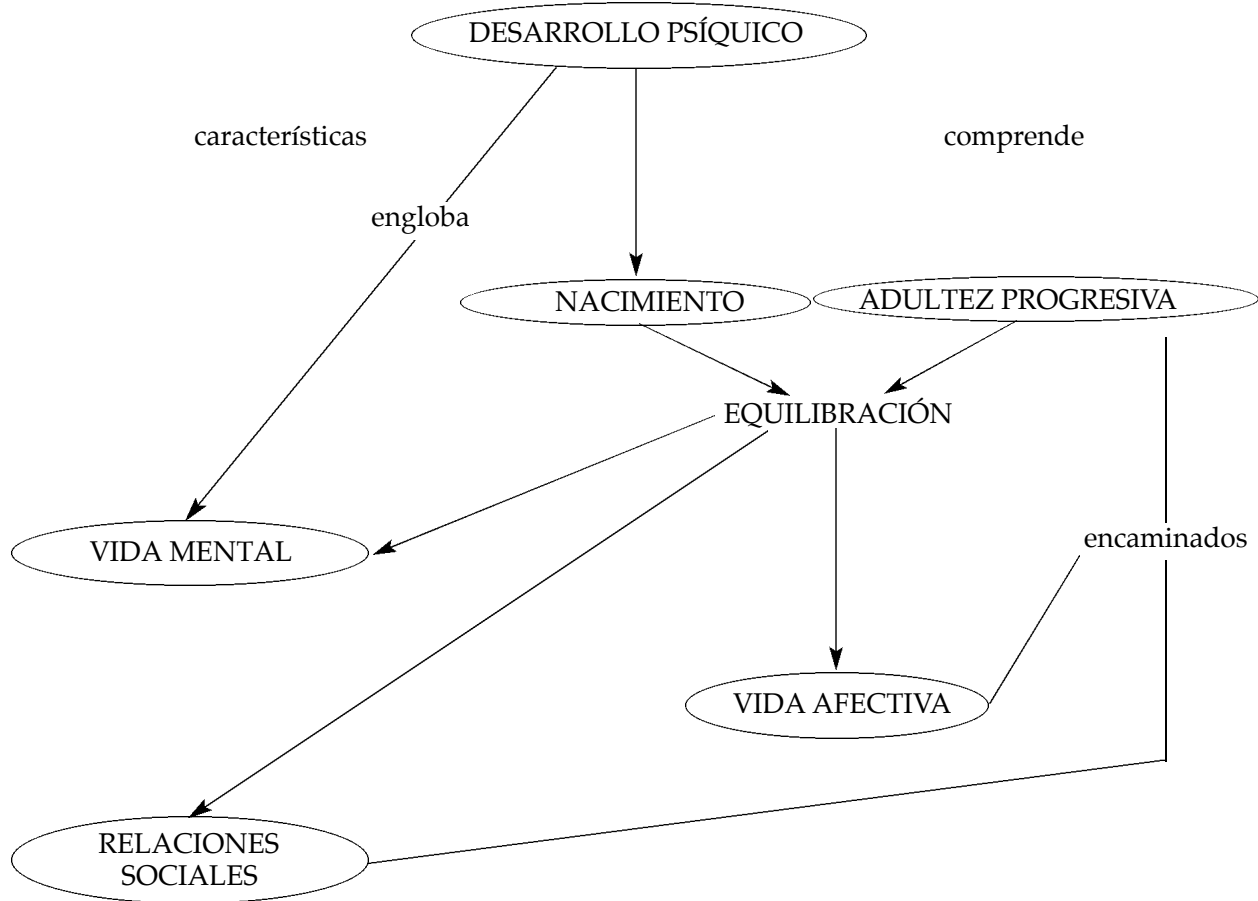 DESARROLLO PSÍQUICO
características
comprende
engloba
NACIMIENTO
ADULTEZ PROGRESIVA
EQUILIBRACIÓN
VIDA MENTAL
encaminados
VIDA AFECTIVA
RELACIONES
SOCIALES